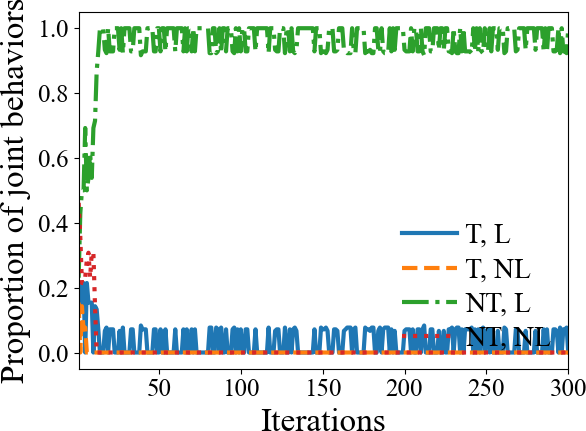 Proportion of joint behaviors
1.0
0.8
0.6
0.4
0.2
0.0
T, L
T, NL
NT, L
NT, NL
50
100
150
200
250
300
Iterations